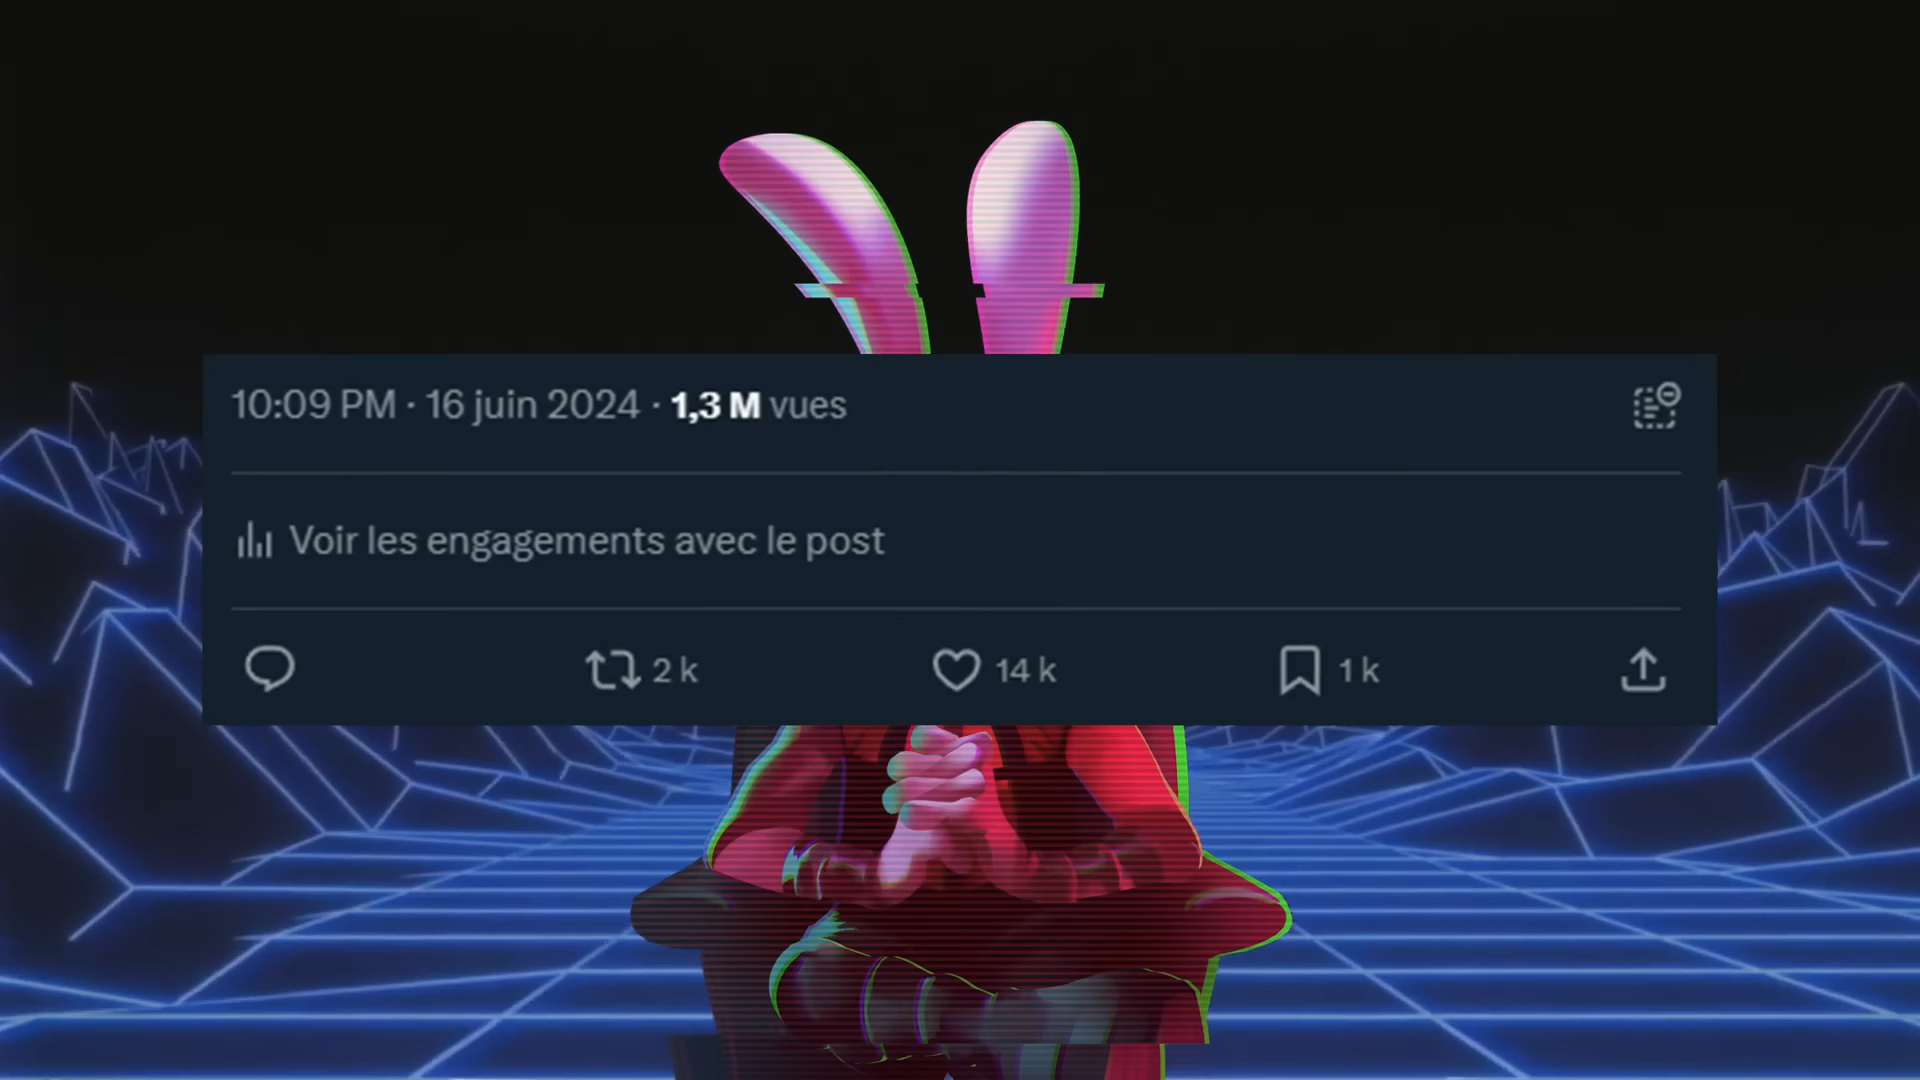 10:09 PM · 16 juin 2024 · 1,3 M vues
Voir les engagements avec le post
2 k 14 k 1 k